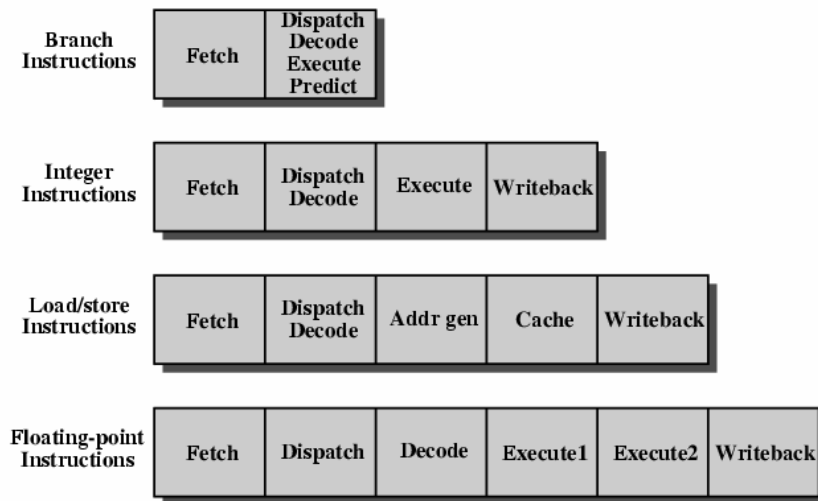 Branch
Instructions
Fetch
Dispatch
Decode
Execute
Predict
Integer
Instructions
Fetch
Dispatch
Decode
Execute
Writeback
Load/store
Instructions
Fetch
Dispatch
Decode
Addr gen
Cache
Writeback
Floating-point
Instructions
Fetch
Dispatch
Decode
Execute1
Execute2
Writeback